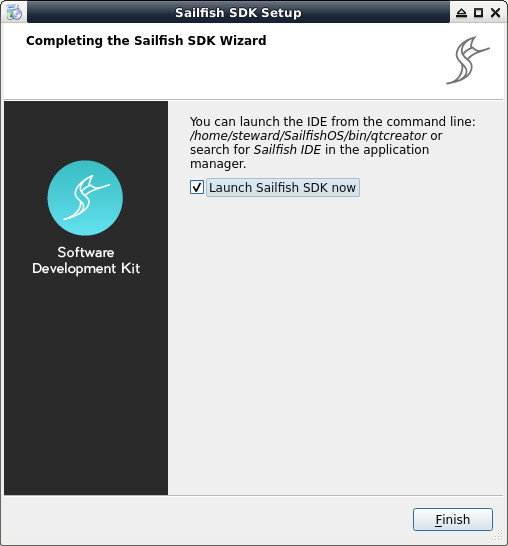 Sailfish SDK Setup
Completing the Sailfish SDK Wizard
You can launch the IDE from the command line:
/home/steward/SailfishOS/bin/qtcreator or
search for Sailfish IDE in the application
manager.
Launch Sailfish SDK now
Software
Development Kit
Finish